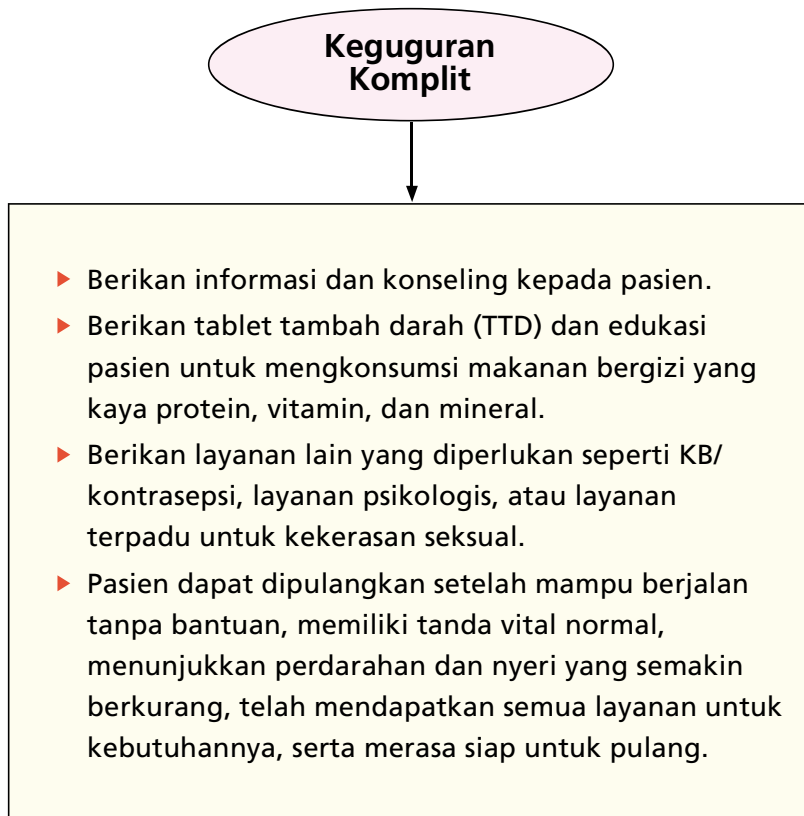 Keguguran
Komplit
Berikan informasi dan konseling kepada pasien.
Berikan tablet tambah darah (TTD) dan edukasi
pasien untuk mengkonsumsi makanan bergizi yang
kaya protein, vitamin, dan mineral.
Berikan layanan lain yang diperlukan seperti KB/
kontrasepsi, layanan psikologis, atau layanan
terpadu untuk kekerasan seksual.
Pasien dapat dipulangkan setelah mampu berjalan
tanpa bantuan, memiliki tanda vital normal,
menunjukkan perdarahan dan nyeri yang semakin
berkurang, telah mendapatkan semua layanan untuk
kebutuhannya, serta merasa siap untuk pulang.